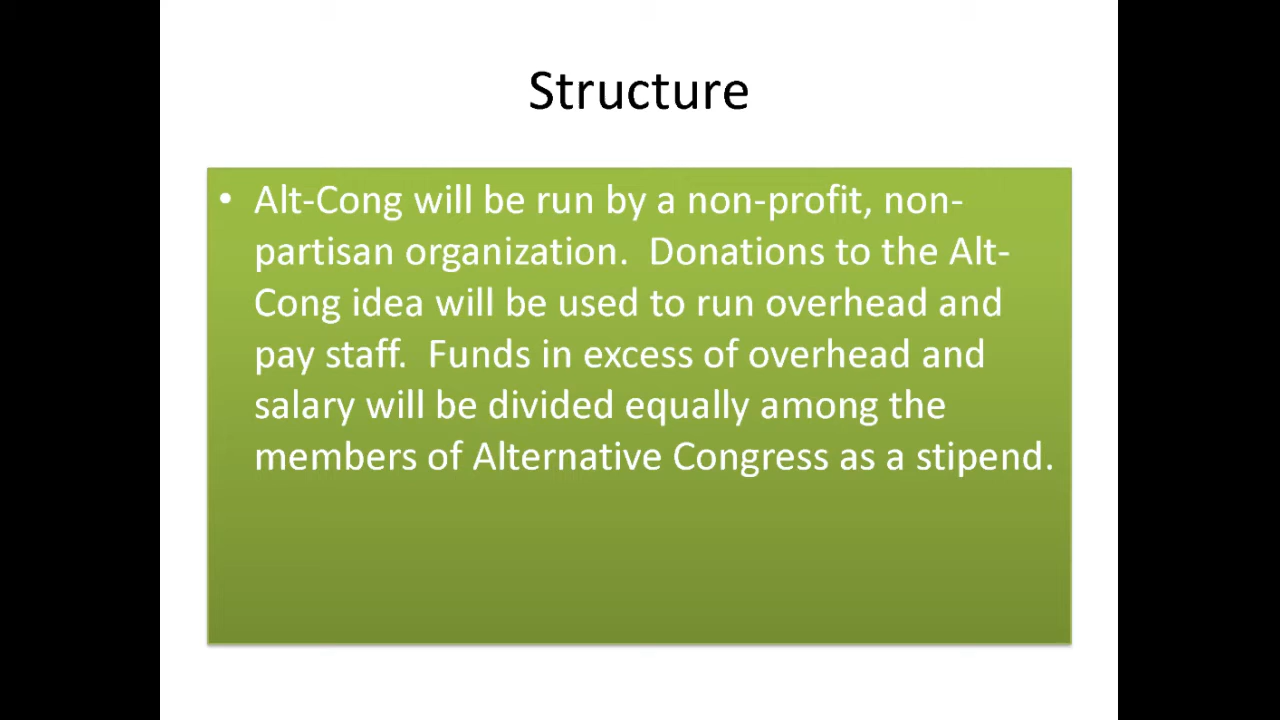 Structure
• Alt-Cong will be run by a non-profit, non-
partisan organization.  Donations to the Alt-
Cong idea will be used to run overhead and
pay staff.  Funds in excess of overhead and
salary will be divided equally among the
members of Alternative Congress as a stipend.